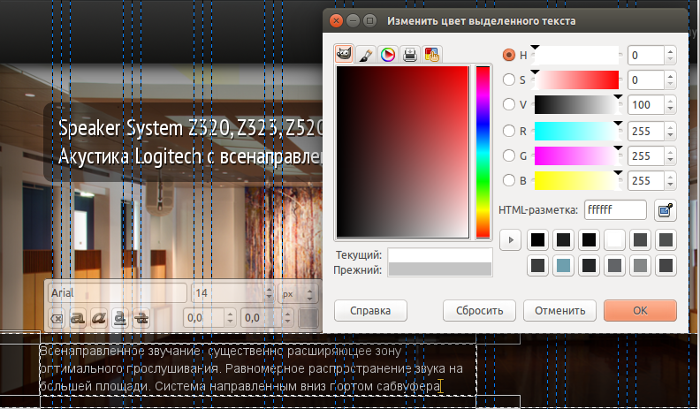 Изменить цвет выделенного текста
H 0
S 0
V 100
R 255
G 255
B 255
HTML-разметка: ffffff
Текущий:
Прежний:
Справка Сбросить Отменить OK
Speaker System Z320, Z323, Z520
Акустика Logitech с всенаправлен
Arial 14 px
a a a a 0,0 0,0
Всенаправленное звучание, существенно расширяющее зону
оптимального прослушивания. Равномерное распространение звука на
большей площади. Система направленным вниз портом сабвуфера